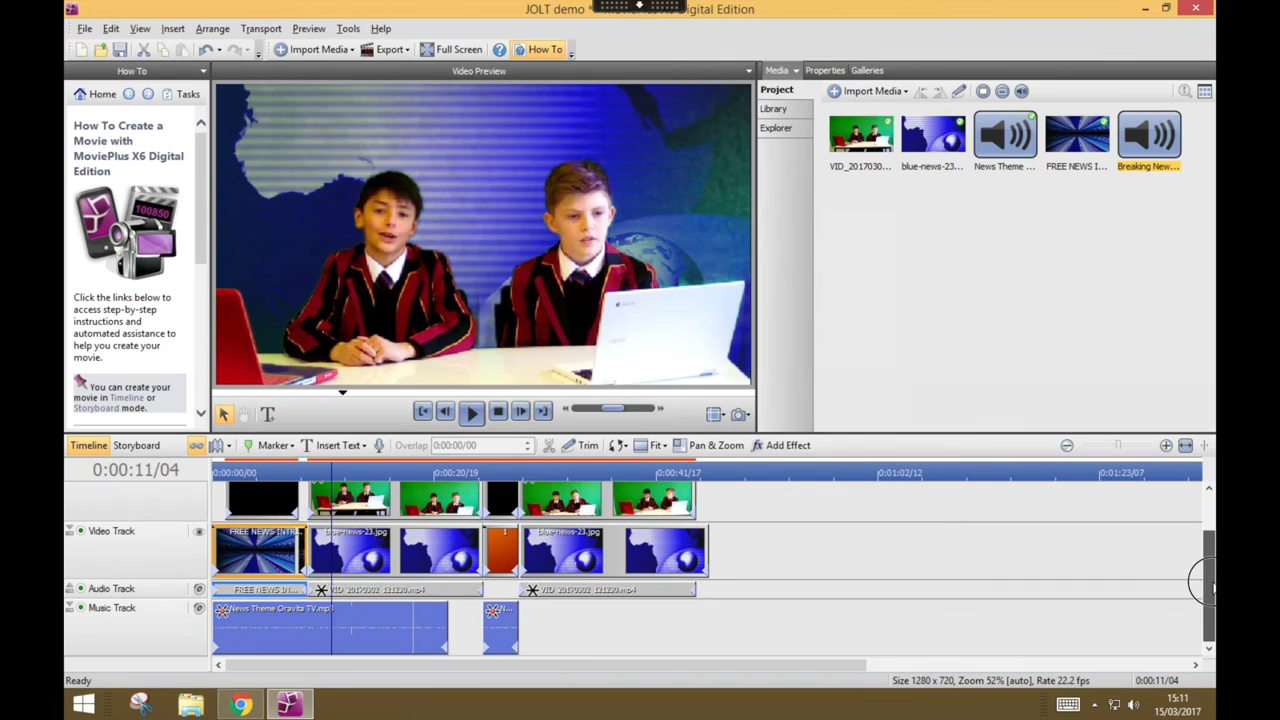 JOLT demo
Digital Edition
File Edit View Insert Arrange Transport Preview Tools Help
Import Media Export Full Screen How To
How To
Video Preview
Media Properties Galleries
Home Tasks
Project
Library
Explorer
Import Media
How To Create a
Movie with
MoviePlus X6 Digital
Edition
100850
Click the links below to
access step-by-step
instructions and
automated assistance to
help you create your
movie.
You can create your
movie in Timeline or
Storyboard mode.
VID_2017030... blue-news-23... News Theme ... FREE NEWS I... Breaking New...
Timeline Storyboard Marker Insert Text Overlap 0:00:00/00 Trim Fit Pan & Zoom fx Add Effect
0:00:11/04 0:00:00/00 0:00:20/19 0:00:41/17 0:01:02/12 0:01:23/07
Video Track
FREE NEWS INTR... blue-news-23.jpg 1 blue-news-23.jpg
Audio Track
FREE NEWS IN... VID_20170302_121230.mp4 VID_20170302_121230.mp4
Music Track
News Theme Oravita TV.mp3 N...
Ready Size 1280 x 720, Zoom 52% [auto], Rate 22.2 fps 0:00:11/04
15:11
15/03/2017